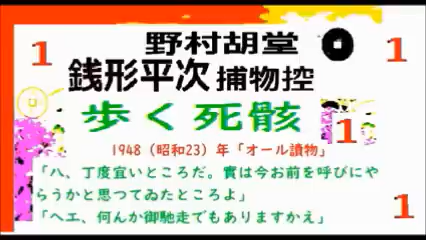 野村胡堂
1
1
銭形平次 捕物控
歩く死骸
1
1948（昭和23）年「オール讀物」
「ハ、丁度宜いところだ。實は今お前を呼びにや
らうかと思つてゐたところよ」
「ヘエ、何んか御馳走でもありますかえ」
1